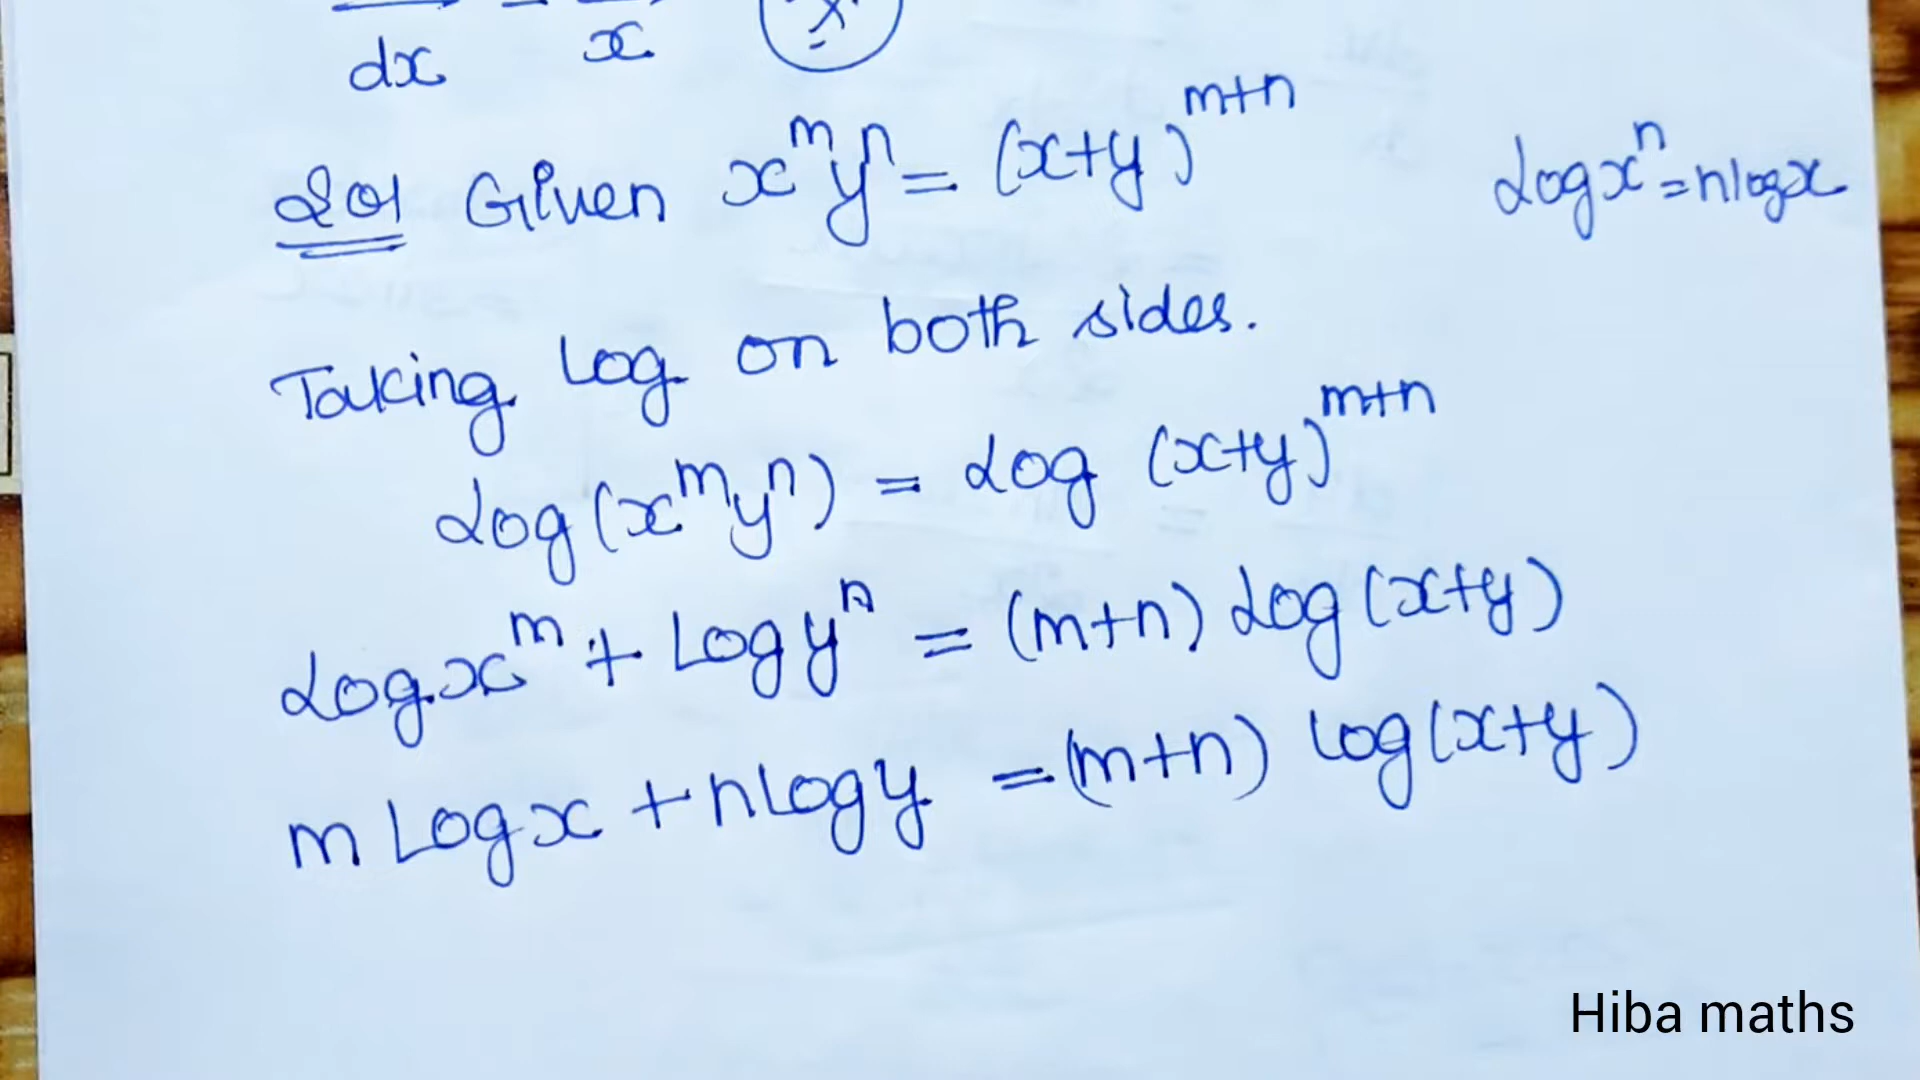 dx x
Sol Given x^m y^n = (x+y)^m+n
Log x^n = n log x
Taking Log on both sides.
Log (x^m y^n) = Log (x+y)^m+n
Log x^m + Log y^n = (m+n) Log (x+y)
m Log x + n log y = (m+n) log (x+y)
Hiba maths